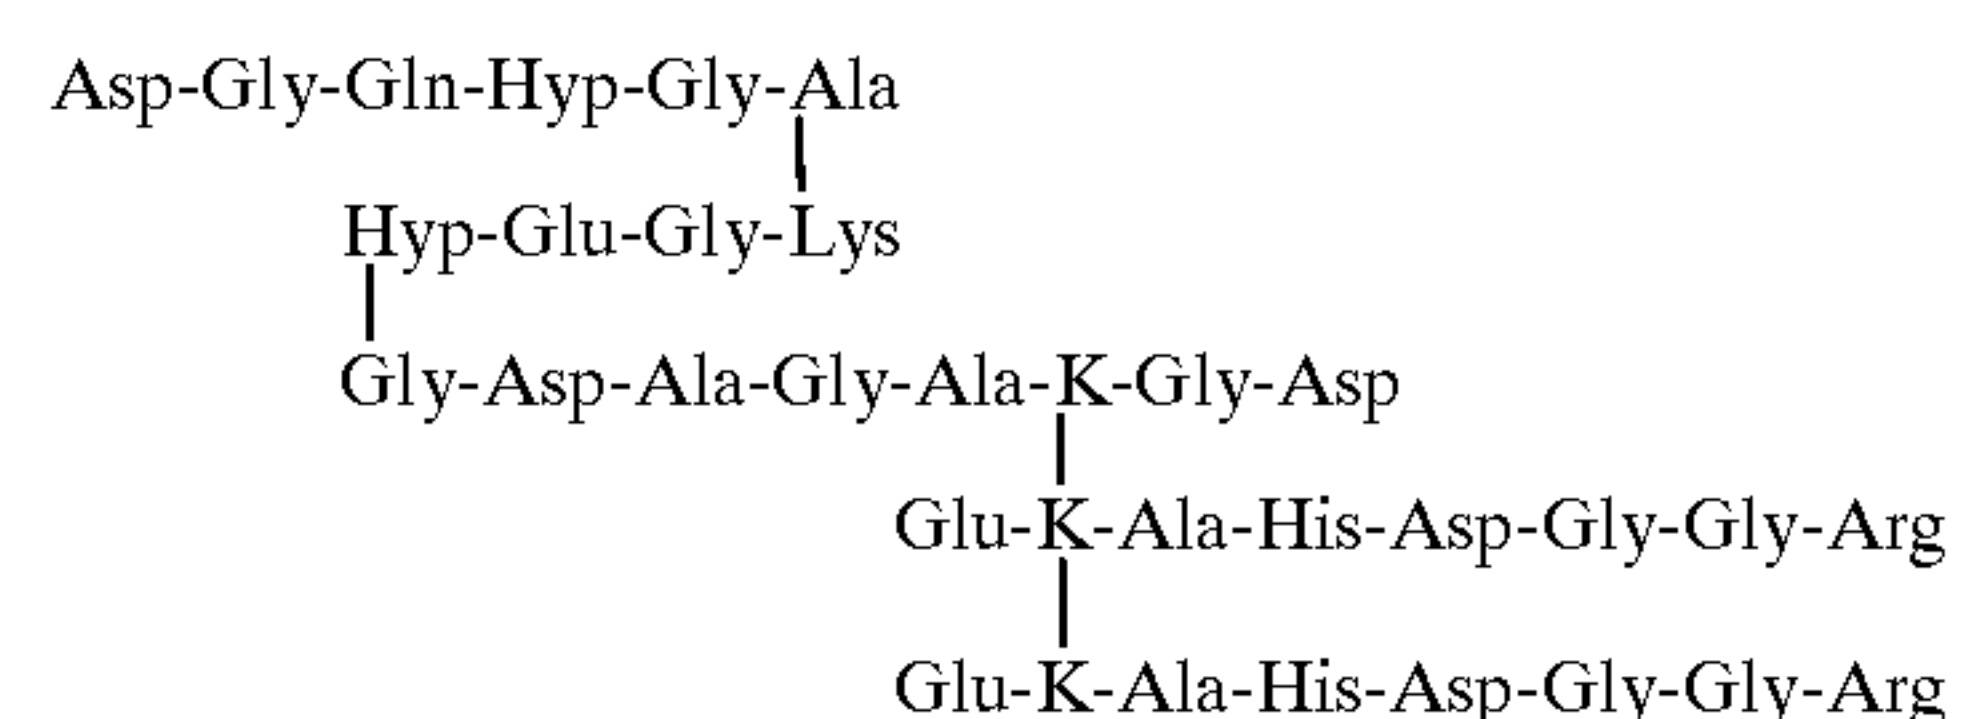 Asp-Gly-Gln-Hyp-Gly-Ala
Hyp-Glu-Gly-Lys
Gly-Asp-Ala-Gly-Ala-K-Gly-Asp
Glu-K-Ala-His-Asp-Gly-Gly-Arg
Glu-K-Ala-His-Asp-Gly-Gly-Arg